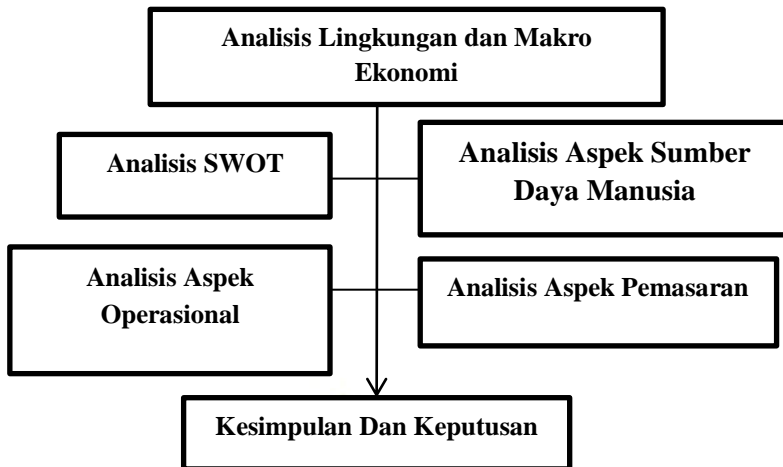 Analisis Lingkungan dan Makro
Ekonomi
Analisis SWOT
Analisis Aspek Sumber
Daya Manusia
Analisis Aspek
Operasional
Analisis Aspek Pemasaran
Kesimpulan Dan Keputusan